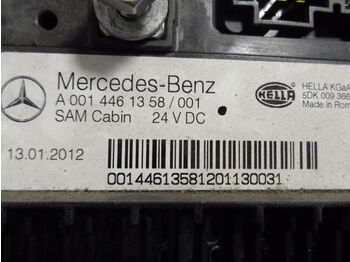 Mercedes-Benz
A 001 446 13 58 / 001
SAM Cabin 24 V DC
HELLA
HELLA KGaA
5DK 009 366
Made in Rom
13.01.2012
00144613581201130031